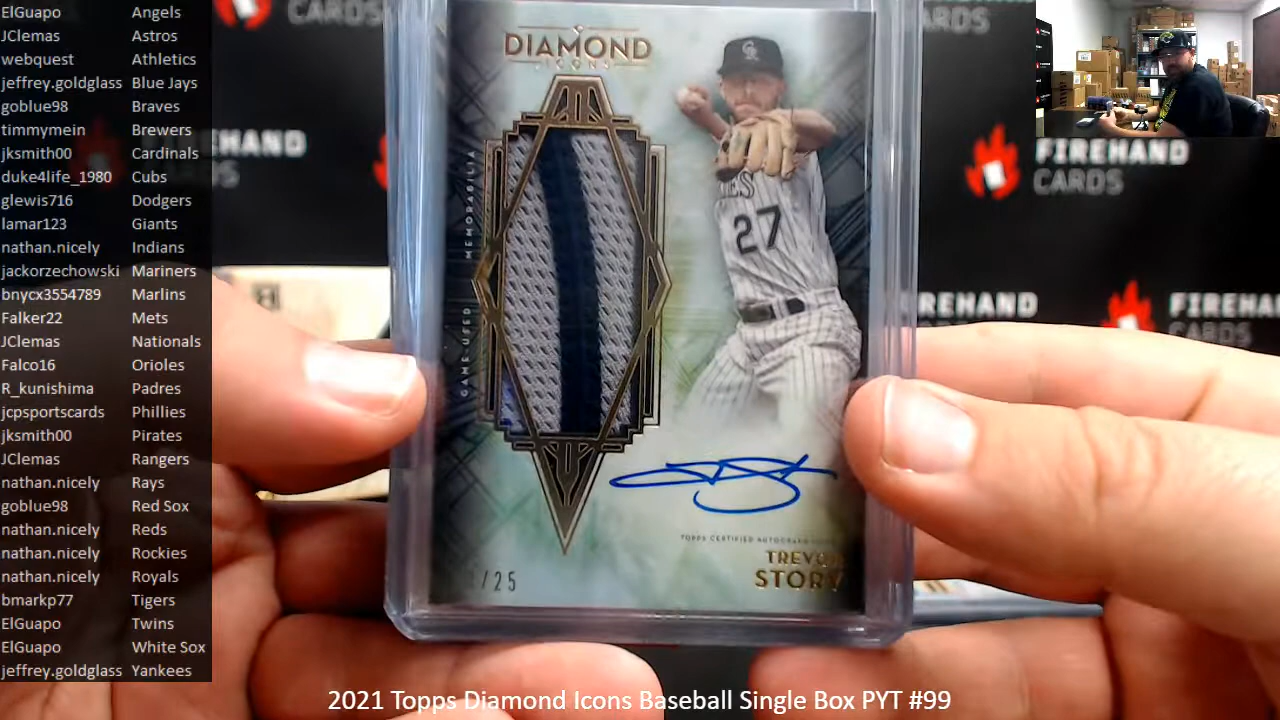 ElGuapo Angels
JClemas Astros
webquest Athletics
jeffrey.goldglass Blue Jays
goblue98 Braves
timmymein Brewers
jksmith00 Cardinals
duke4life_1980 Cubs
glewis716 Dodgers
lamar123 Giants
nathan.nicely Indians
jackorzechowski Mariners
bnycx3554789 Marlins
Falker22 Mets
JClemas Nationals
Falco16 Orioles
R_kunishima Padres
jcpsportscards Phillies
jksmith00 Pirates
JClemas Rangers
nathan.nicely Rays
goblue98 Red Sox
nathan.nicely Reds
nathan.nicely Rockies
nathan.nicely Royals
bmarkp77 Tigers
ElGuapo Twins
ElGuapo White Sox
jeffrey.goldglass Yankees
CARDS
DIAMOND
ICONS
GAME-USED MEMORABILIA
CR
27
TOPPS CERTIFIED AUTOGRAPH
TREVOR
STORY
/25
FIREHAND
CARDS
FIREHAND
2021 Topps Diamond Icons Baseball Single Box PYT #99